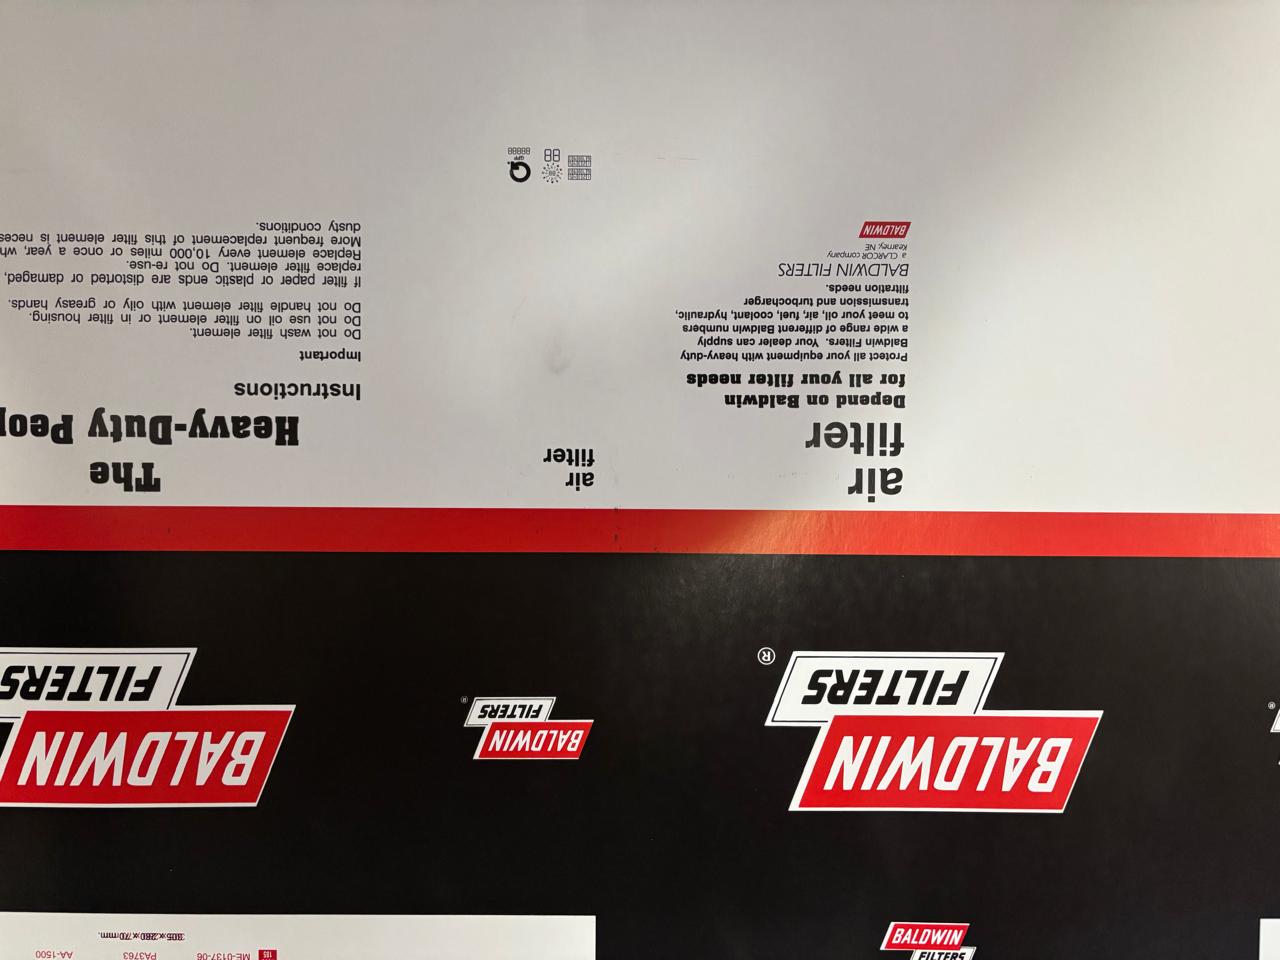 FILTERS
BALDWIN
ME-0137-06 PA3763 AA-1500
305 x 280 x 70 mm.
BALDWIN
FILTERS
®
BALDWIN
FILTERS
®
BALDWIN
FILTERS
®
air
filter
Depend on Baldwin
for all your filter needs
Protect all your equipment with heavy-duty
Baldwin Filters. Your dealer can supply
a wide range of different Baldwin numbers
to meet your oil, air, fuel, coolant, hydraulic,
transmission and turbocharger
filtration needs.
BALDWIN FILTERS
a CLARCOR company
Kearney, NE
BALDWIN
air
filter
Q
GPP
88888
88
The
Heavy-Duty
Instructions
Important
Do not wash filter element.
Do not use oil on filter element or in filter housing.
Do not handle filter element with oily or greasy hands.
If filter paper or plastic ends are distorted or damaged,
replace filter element. Do not re-use.
Replace element every 10,000 miles or once a year,
More frequent replacement of this filter element is
dusty conditions.